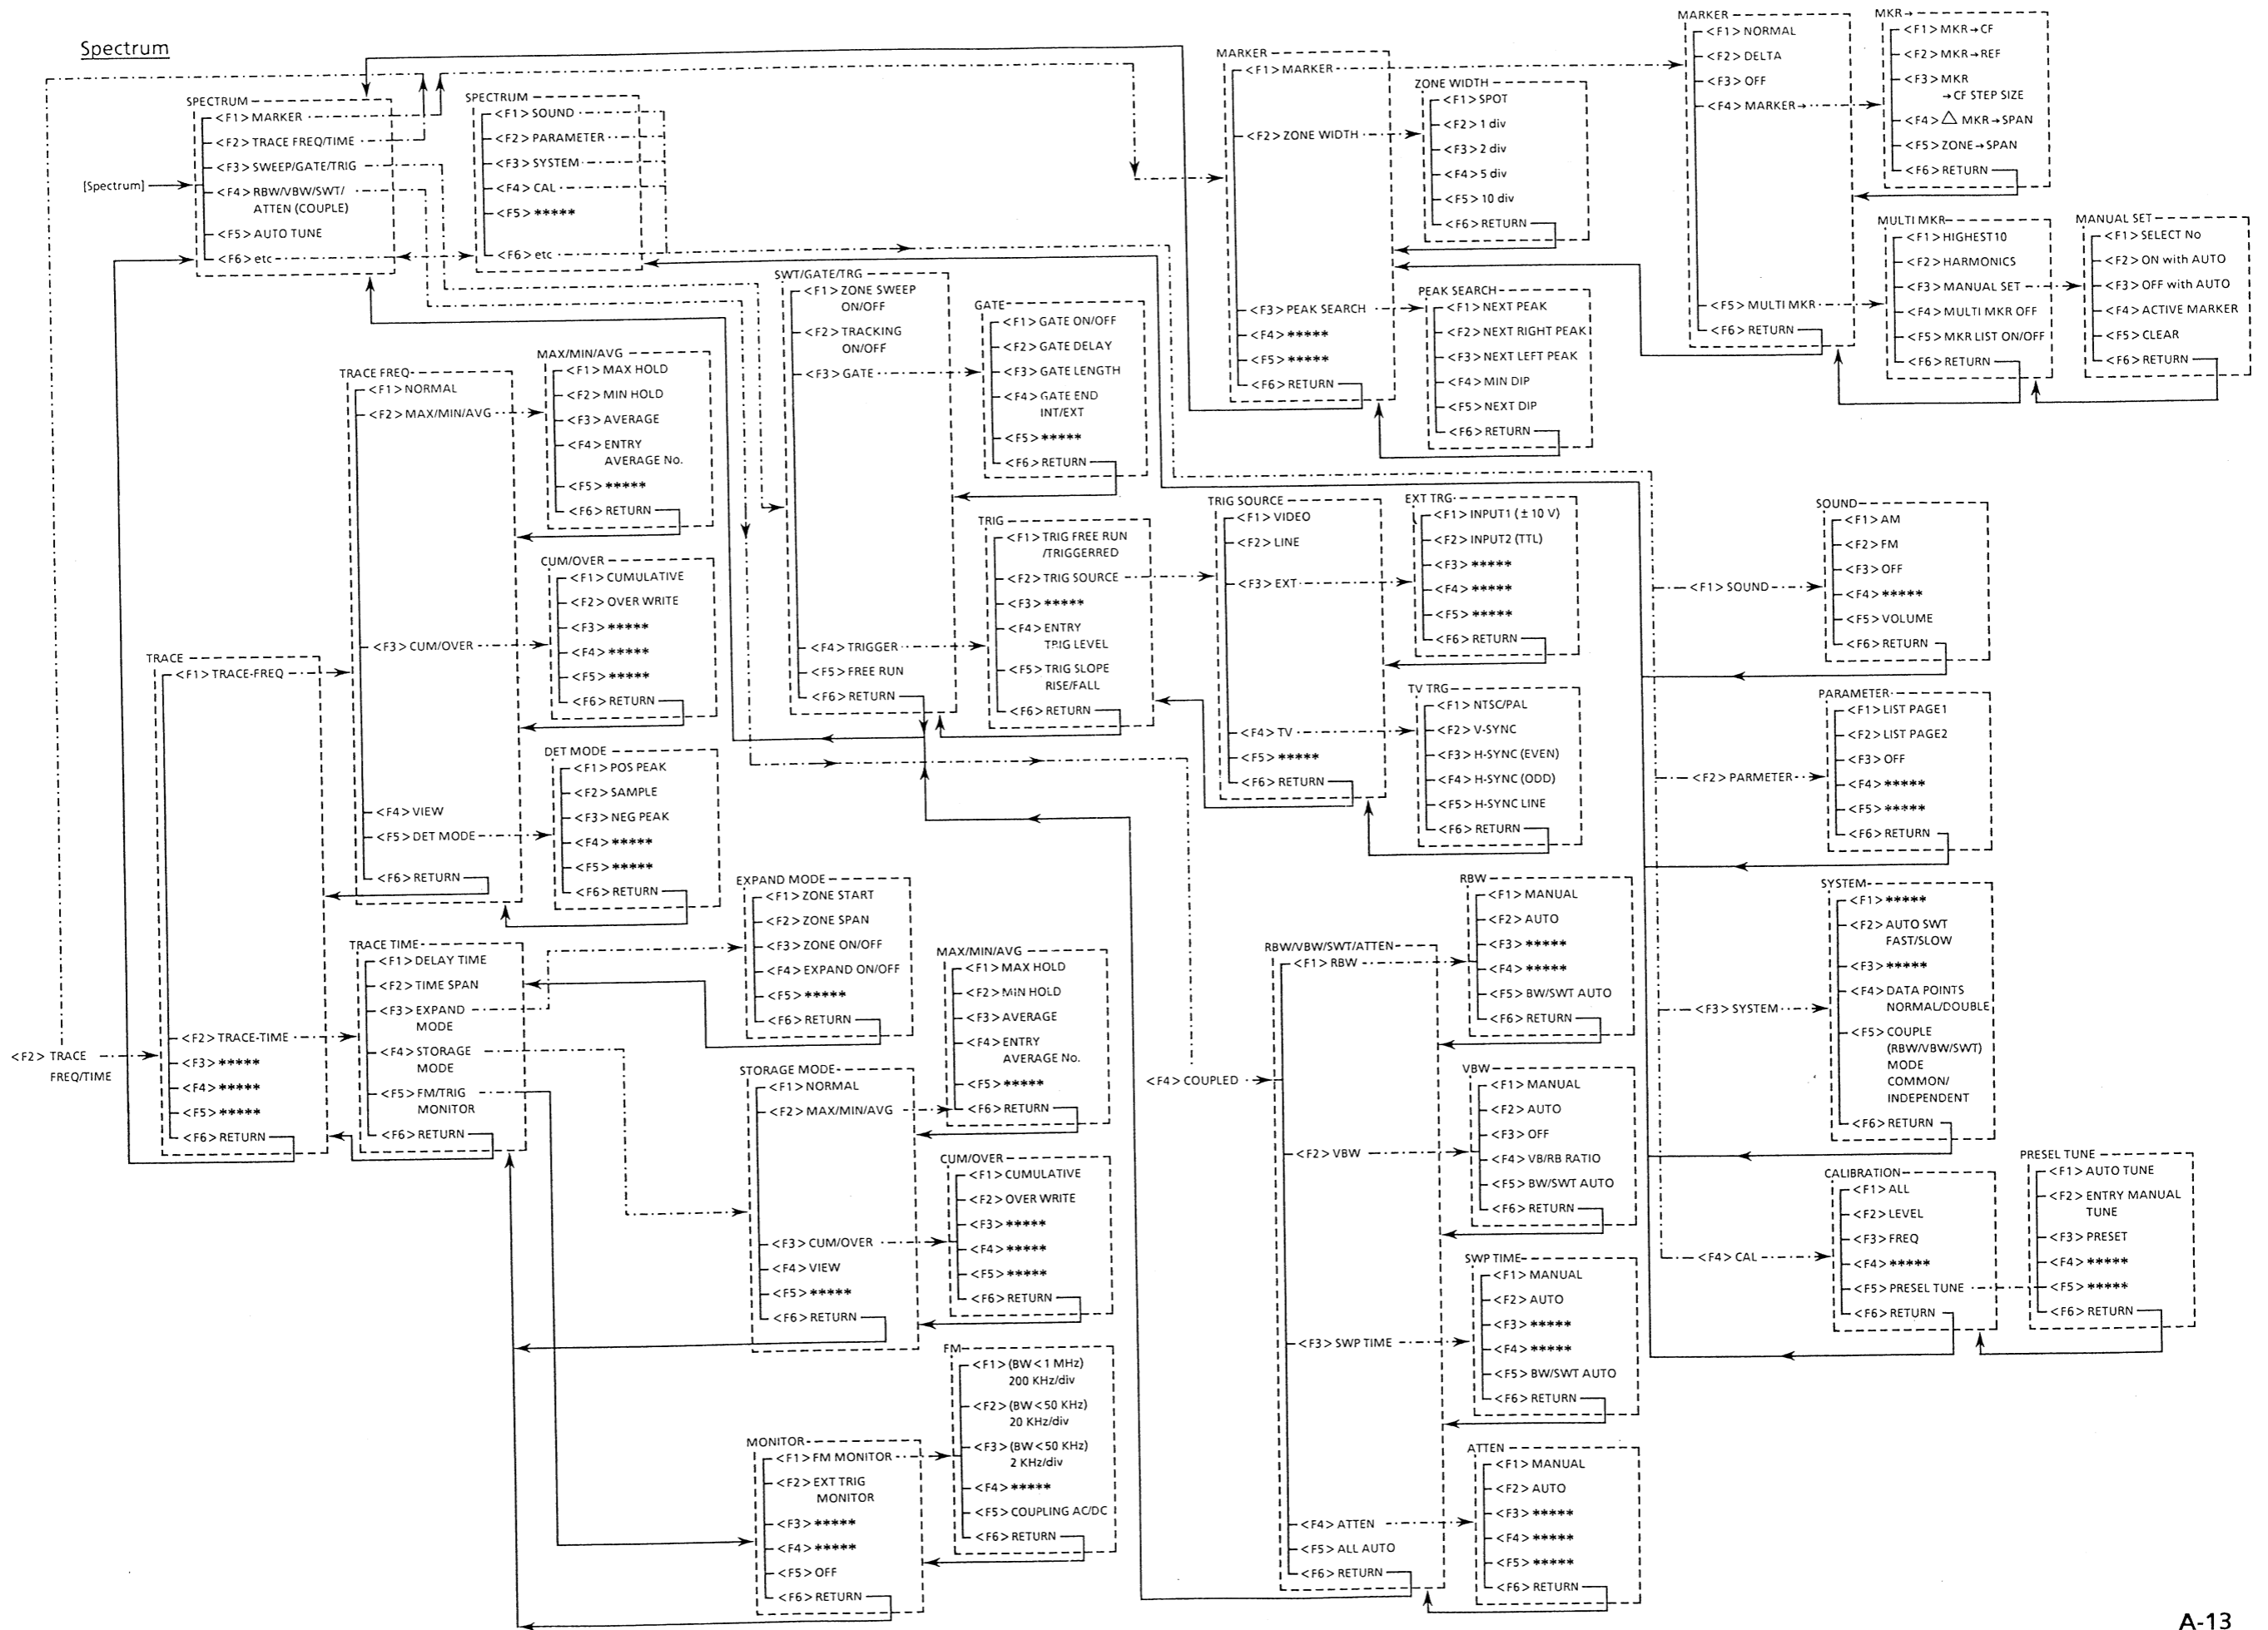 Spectrum
[Spectrum]
SPECTRUM
<F1> MARKER
<F2> TRACE FREQ/TIME
<F3> SWEEP/GATE/TRIG
<F4> RBW/VBW/SWT/
ATTEN (COUPLE)
<F5> AUTO TUNE
<F6> etc
SPECTRUM
<F1> SOUND
<F2> PARAMETER
<F3> SYSTEM
<F4> CAL
<F5> *****
<F6> etc
MARKER
<F1> MARKER
<F2> ZONE WIDTH
<F3> PEAK SEARCH
<F4> *****
<F5> *****
<F6> RETURN
ZONE WIDTH
<F1> SPOT
<F2> 1 div
<F3> 2 div
<F4> 5 div
<F5> 10 div
<F6> RETURN
PEAK SEARCH
<F1> NEXT PEAK
<F2> NEXT RIGHT PEAK
<F3> NEXT LEFT PEAK
<F4> MIN DIP
<F5> NEXT DIP
<F6> RETURN
MARKER
<F1> NORMAL
<F2> DELTA
<F3> OFF
<F4> MARKER→
<F5> MULTI MKR
<F6> RETURN
MKR→
<F1> MKR→CF
<F2> MKR→REF
<F3> MKR
→CF STEP SIZE
<F4> △ MKR→SPAN
<F5> ZONE→SPAN
<F6> RETURN
MULTI MKR
<F1> HIGHEST10
<F2> HARMONICS
<F3> MANUAL SET
<F4> MULTI MKR OFF
<F5> MKR LIST ON/OFF
<F6> RETURN
MANUAL SET
<F1> SELECT No
<F2> ON with AUTO
<F3> OFF with AUTO
<F4> ACTIVE MARKER
<F5> CLEAR
<F6> RETURN
SWT/GATE/TRG
<F1> ZONE SWEEP
ON/OFF
<F2> TRACKING
ON/OFF
<F3> GATE
<F4> TRIGGER
<F5> FREE RUN
<F6> RETURN
GATE
<F1> GATE ON/OFF
<F2> GATE DELAY
<F3> GATE LENGTH
<F4> GATE END
INT/EXT
<F5> *****
<F6> RETURN
TRIG
<F1> TRIG FREE RUN
/TRIGGERRED
<F2> TRIG SOURCE
<F3> *****
<F4> ENTRY
TRIG LEVEL
<F5> TRIG SLOPE
RISE/FALL
<F6> RETURN
TRIG SOURCE
<F1> VIDEO
<F2> LINE
<F3> EXT
<F4> TV
<F5> *****
<F6> RETURN
EXT TRG
<F1> INPUT1 (± 10 V)
<F2> INPUT2 (TTL)
<F3> *****
<F4> *****
<F5> *****
<F6> RETURN
TV TRG
<F1> NTSC/PAL
<F2> V-SYNC
<F3> H-SYNC (EVEN)
<F4> H-SYNC (ODD)
<F5> H-SYNC LINE
<F6> RETURN
<F2> TRACE
FREQ/TIME
TRACE
<F1> TRACE-FREQ
<F2> TRACE-TIME
<F3> *****
<F4> *****
<F5> *****
<F6> RETURN
TRACE FREQ
<F1> NORMAL
<F2> MAX/MIN/AVG
<F3> CUM/OVER
<F4> VIEW
<F5> DET MODE
<F6> RETURN
MAX/MIN/AVG
<F1> MAX HOLD
<F2> MIN HOLD
<F3> AVERAGE
<F4> ENTRY
AVERAGE No.
<F5> *****
<F6> RETURN
CUM/OVER
<F1> CUMULATIVE
<F2> OVER WRITE
<F3> *****
<F4> *****
<F5> *****
<F6> RETURN
DET MODE
<F1> POS PEAK
<F2> SAMPLE
<F3> NEG PEAK
<F4> *****
<F5> *****
<F6> RETURN
TRACE TIME
<F1> DELAY TIME
<F2> TIME SPAN
<F3> EXPAND
MODE
<F4> STORAGE
MODE
<F5> FM/TRIG
MONITOR
<F6> RETURN
EXPAND MODE
<F1> ZONE START
<F2> ZONE SPAN
<F3> ZONE ON/OFF
<F4> EXPAND ON/OFF
<F5> *****
<F6> RETURN
STORAGE MODE
<F1> NORMAL
<F2> MAX/MIN/AVG
<F3> CUM/OVER
<F4> VIEW
<F5> *****
<F6> RETURN
MAX/MIN/AVG
<F1> MAX HOLD
<F2> MIN HOLD
<F3> AVERAGE
<F4> ENTRY
AVERAGE No.
<F5> *****
<F6> RETURN
CUM/OVER
<F1> CUMULATIVE
<F2> OVER WRITE
<F3> *****
<F4> *****
<F5> *****
<F6> RETURN
MONITOR
<F1> FM MONITOR
<F2> EXT TRIG
MONITOR
<F3> *****
<F4> *****
<F5> OFF
<F6> RETURN
FM
<F1> (BW<1 MHz)
200 KHz/div
<F2> (BW<50 KHz)
20 KHz/div
<F3> (BW<50 KHz)
2 KHz/div
<F4> *****
<F5> COUPLING AC/DC
<F6> RETURN
<F4> COUPLED
RBW/VBW/SWT/ATTEN
<F1> RBW
<F2> VBW
<F3> SWP TIME
<F4> ATTEN
<F5> ALL AUTO
<F6> RETURN
RBW
<F1> MANUAL
<F2> AUTO
<F3> *****
<F4> *****
<F5> BW/SWT AUTO
<F6> RETURN
VBW
<F1> MANUAL
<F2> AUTO
<F3> OFF
<F4> VB/RB RATIO
<F5> BW/SWT AUTO
<F6> RETURN
SWP TIME
<F1> MANUAL
<F2> AUTO
<F3> *****
<F4> *****
<F5> BW/SWT AUTO
<F6> RETURN
ATTEN
<F1> MANUAL
<F2> AUTO
<F3> *****
<F4> *****
<F5> *****
<F6> RETURN
<F1> SOUND
<F2> PARMETER
<F3> SYSTEM
<F4> CAL
SOUND
<F1> AM
<F2> FM
<F3> OFF
<F4> *****
<F5> VOLUME
<F6> RETURN
PARAMETER
<F1> LIST PAGE1
<F2> LIST PAGE2
<F3> OFF
<F4> *****
<F5> *****
<F6> RETURN
SYSTEM
<F1> *****
<F2> AUTO SWT
FAST/SLOW
<F3> *****
<F4> DATA POINTS
NORMAL/DOUBLE
<F5> COUPLE
(RBW/VBW/SWT)
MODE
COMMON/
INDEPENDENT
<F6> RETURN
CALIBRATION
<F1> ALL
<F2> LEVEL
<F3> FREQ
<F4> *****
<F5> PRESEL TUNE
<F6> RETURN
PRESEL TUNE
<F1> AUTO TUNE
<F2> ENTRY MANUAL
TUNE
<F3> PRESET
<F4> *****
<F5> *****
<F6> RETURN
A-13